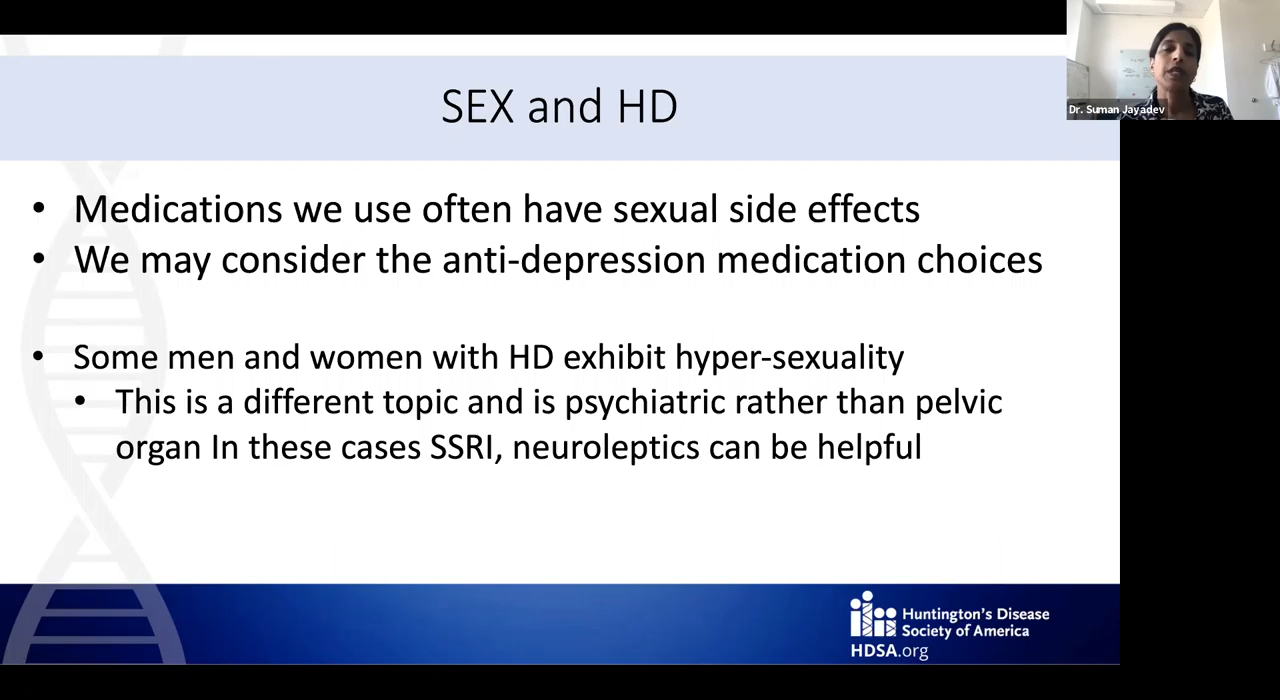 SEX and HD
Dr. Suman Jayadev
• Medications we use often have sexual side effects
• We may consider the anti-depression medication choices
• Some men and women with HD exhibit hyper-sexuality
• This is a different topic and is psychiatric rather than pelvic
organ In these cases SSRI, neuroleptics can be helpful
Huntington's Disease
Society of America
HDSA.org